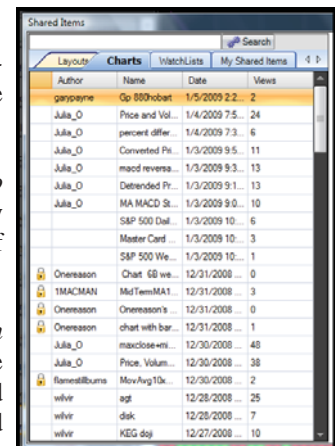 Shared Items
Search
Layouts Charts WatchLists My Shared Items
Author Name Date Views
garypayne Gp 880hobart 1/5/2009 2:2... 2
Julia_O Price and Vol... 1/4/2009 7:5... 24
Julia_O percent differ... 1/4/2009 7:3... 6
Julia_O Converted Pri... 1/3/2009 9:5... 11
Julia_O macd reversa... 1/3/2009 9:3... 13
Julia_O Detrended Pr... 1/3/2009 9:1... 13
Julia_O MA MACD St... 1/3/2009 9:0... 10
S&P 500 Dail... 1/3/2009 10:... 6
Master Card ... 1/3/2009 10:... 3
S&P 500 We... 1/3/2009 10:... 1
Onereason Chart GB we... 12/31/2008 ... 0
1MACMAN MidTermMA1... 12/31/2008 ... 3
Onereason Onereason's ... 12/31/2008 ... 0
Onereason chart with bar... 12/31/2008 ... 1
Julia_O maxclose+mi... 12/30/2008 ... 48
Julia_O Price, Volum... 12/30/2008 ... 38
flamestillburns MovAvg10x... 12/30/2008 ... 2
wilvir agt 12/28/2008 ... 25
wilvir disk 12/28/2008 ... 7
wilvir KEG doji 12/27/2008 ... 10